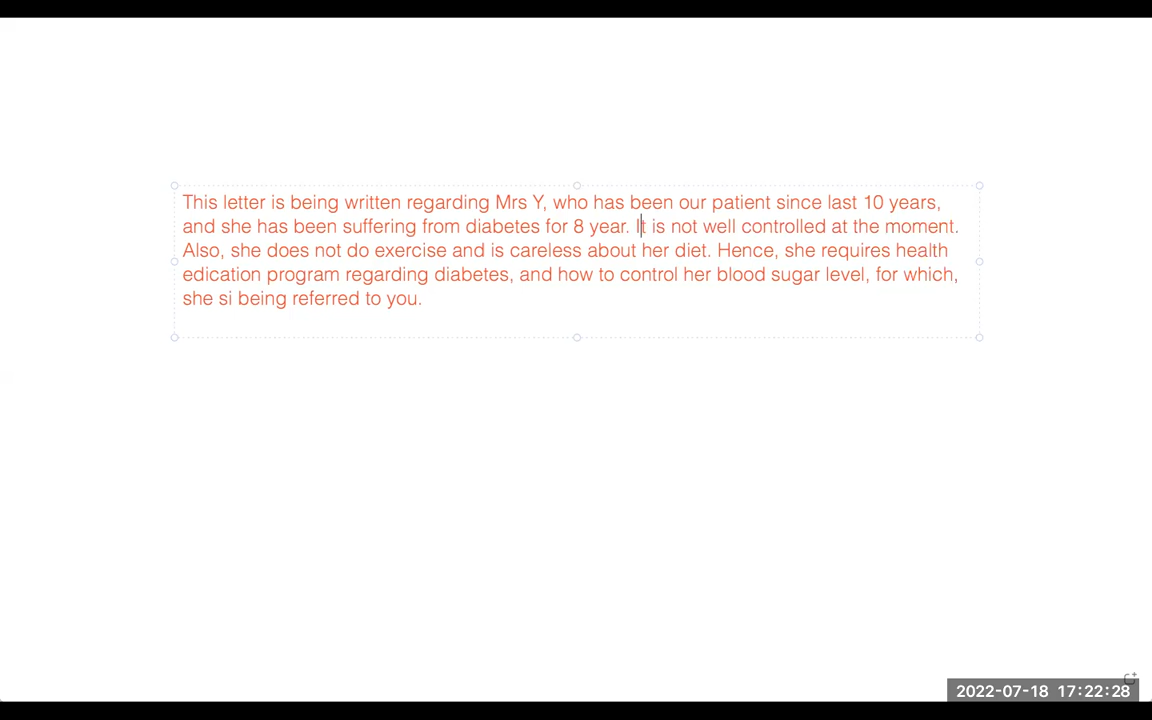 This letter is being written regarding Mrs Y, who has been our patient since last 10 years,
and she has been suffering from diabetes for 8 year. It is not well controlled at the moment.
Also, she does not do exercise and is careless about her diet. Hence, she requires health
edication program regarding diabetes, and how to control her blood sugar level, for which,
she si being referred to you.
2022-07-18 17:22:28